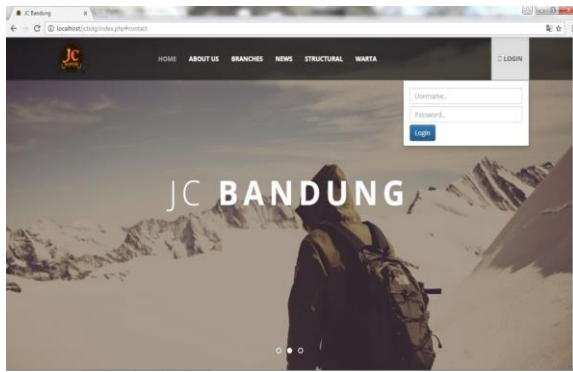 JC Bandung
localhost/jcbdg/index.php#contact
JC
HOME ABOUT US BRANCHES NEWS STRUCTURAL WARTA LOGIN
Username..
Password..
Login
JC BANDUNG